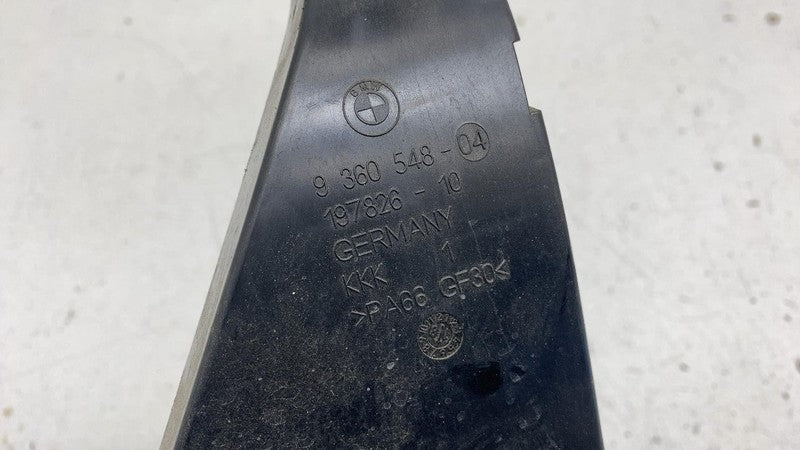 BMW
9 360 548-04
197826-10
GERMANY
KKK 1
>PA66 GF30<